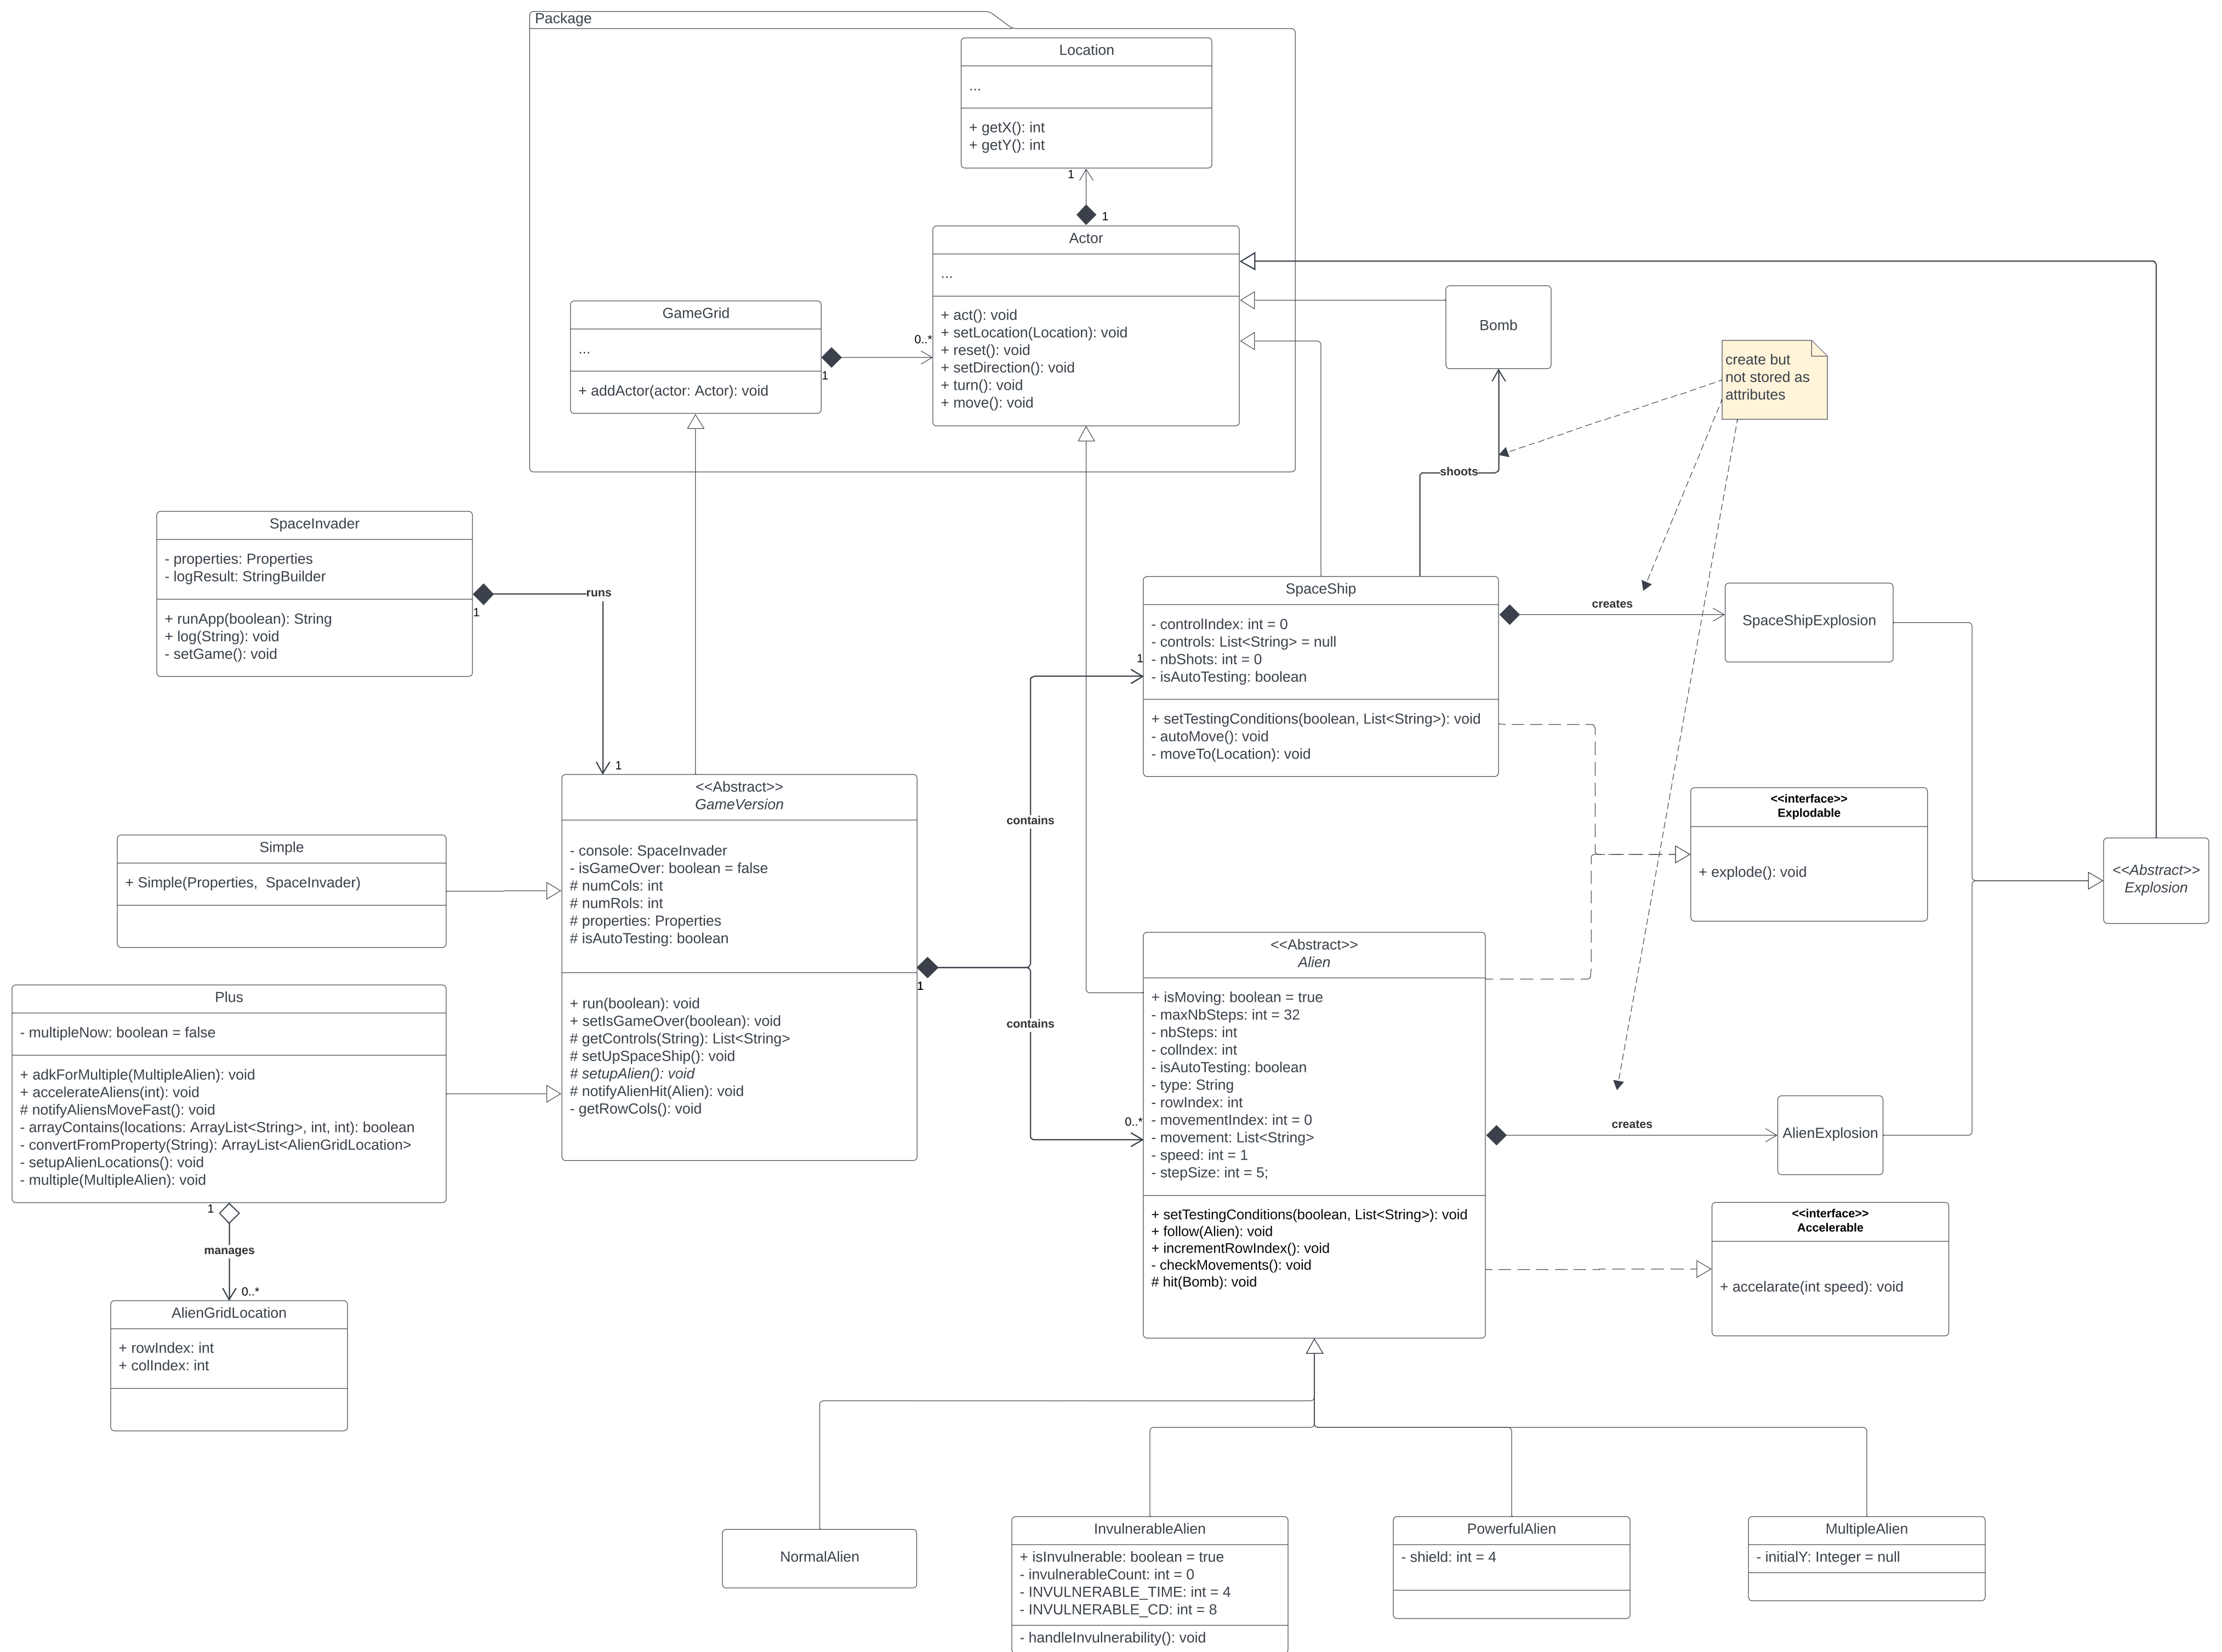 Package
Location
...
+ getX(): int
+ getY(): int
1
1
Actor
...
+ act(): void
+ setLocation(Location): void
+ reset(): void
+ setDirection(): void
+ turn(): void
+ move(): void
GameGrid
...
+ addActor(actor: Actor): void
1
0..*
Bomb
create but
not stored as
attributes
shoots
SpaceInvader
- properties: Properties
- logResult: StringBuilder
+ runApp(boolean): String
+ log(String): void
- setGame(): void
1
runs
1
SpaceShip
- controlIndex: int = 0
- controls: List<String> = null
- nbShots: int = 0
- isAutoTesting: boolean
+ setTestingConditions(boolean, List<String>): void
- autoMove(): void
- moveTo(Location): void
1
creates
SpaceShipExplosion
<<Abstract>>
GameVersion
- console: SpaceInvader
- isGameOver: boolean = false
# numCols: int
# numRols: int
# properties: Properties
# isAutoTesting: boolean
+ run(boolean): void
+ setIsGameOver(boolean): void
# getControls(String): List<String>
# setUpSpaceShip(): void
# setupAlien(): void
# notifyAlienHit(Alien): void
- getRowCols(): void
1
contains
contains
0..*
Simple
+ Simple(Properties,  SpaceInvader)
Plus
- multipleNow: boolean = false
+ adkForMultiple(MultipleAlien): void
+ accelerateAliens(int): void
# notifyAliensMoveFast(): void
- arrayContains(locations: ArrayList<String>, int, int): boolean
- convertFromProperty(String): ArrayList<AlienGridLocation>
- setupAlienLocations(): void
- multiple(MultipleAlien): void
1
manages
0..*
AlienGridLocation
+ rowIndex: int
+ colIndex: int
<<interface>>
Explodable
+ explode(): void
<<Abstract>>
Explosion
<<Abstract>>
Alien
+ isMoving: boolean = true
- maxNbSteps: int = 32
- nbSteps: int
- colIndex: int
- isAutoTesting: boolean
- type: String
- rowIndex: int
- movementIndex: int = 0
- movement: List<String>
- speed: int = 1
- stepSize: int = 5;
+ setTestingConditions(boolean, List<String>): void
+ follow(Alien): void
+ incrementRowIndex(): void
- checkMovements(): void
# hit(Bomb): void
creates
AlienExplosion
<<interface>>
Accelerable
+ accelarate(int speed): void
NormalAlien
InvulnerableAlien
+ isInvulnerable: boolean = true
- invulnerableCount: int = 0
- INVULNERABLE_TIME: int = 4
- INVULNERABLE_CD: int = 8
- handleInvulnerability(): void
PowerfulAlien
- shield: int = 4
MultipleAlien
- initialY: Integer = null